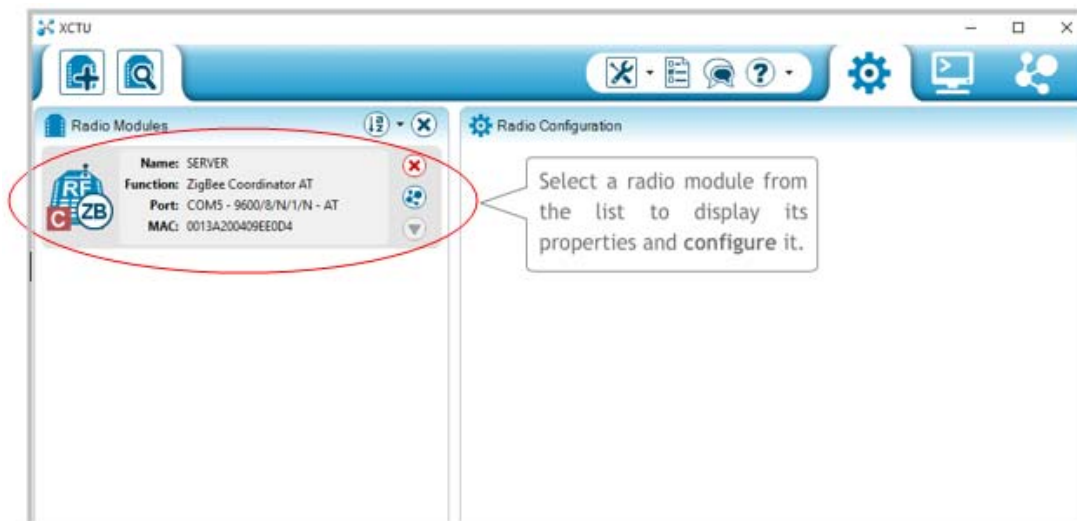 XCTU
Radio Modules
Radio Configuration
Name: SERVER
Function: ZigBee Coordinator AT
Port: COM5 - 9600/8/N/1/N - AT
MAC: 0013A200409EE0D4
RF
C
ZB
Select a radio module from
the list to display its
properties and configure it.